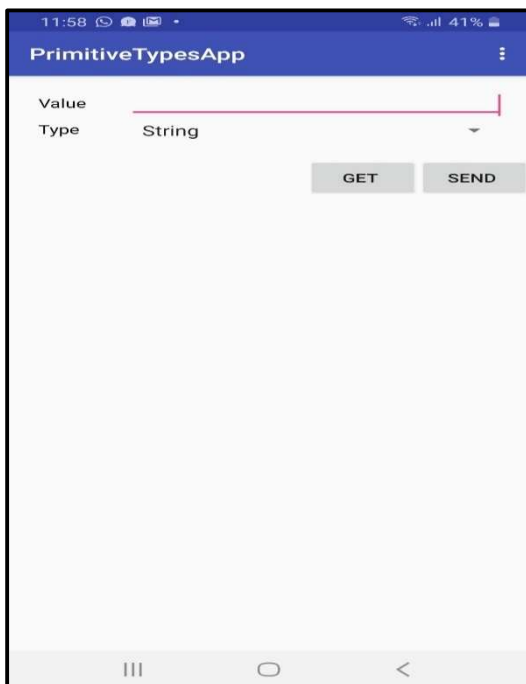 11:58 41%
PrimitiveTypesApp
Value
Type String
GET SEND